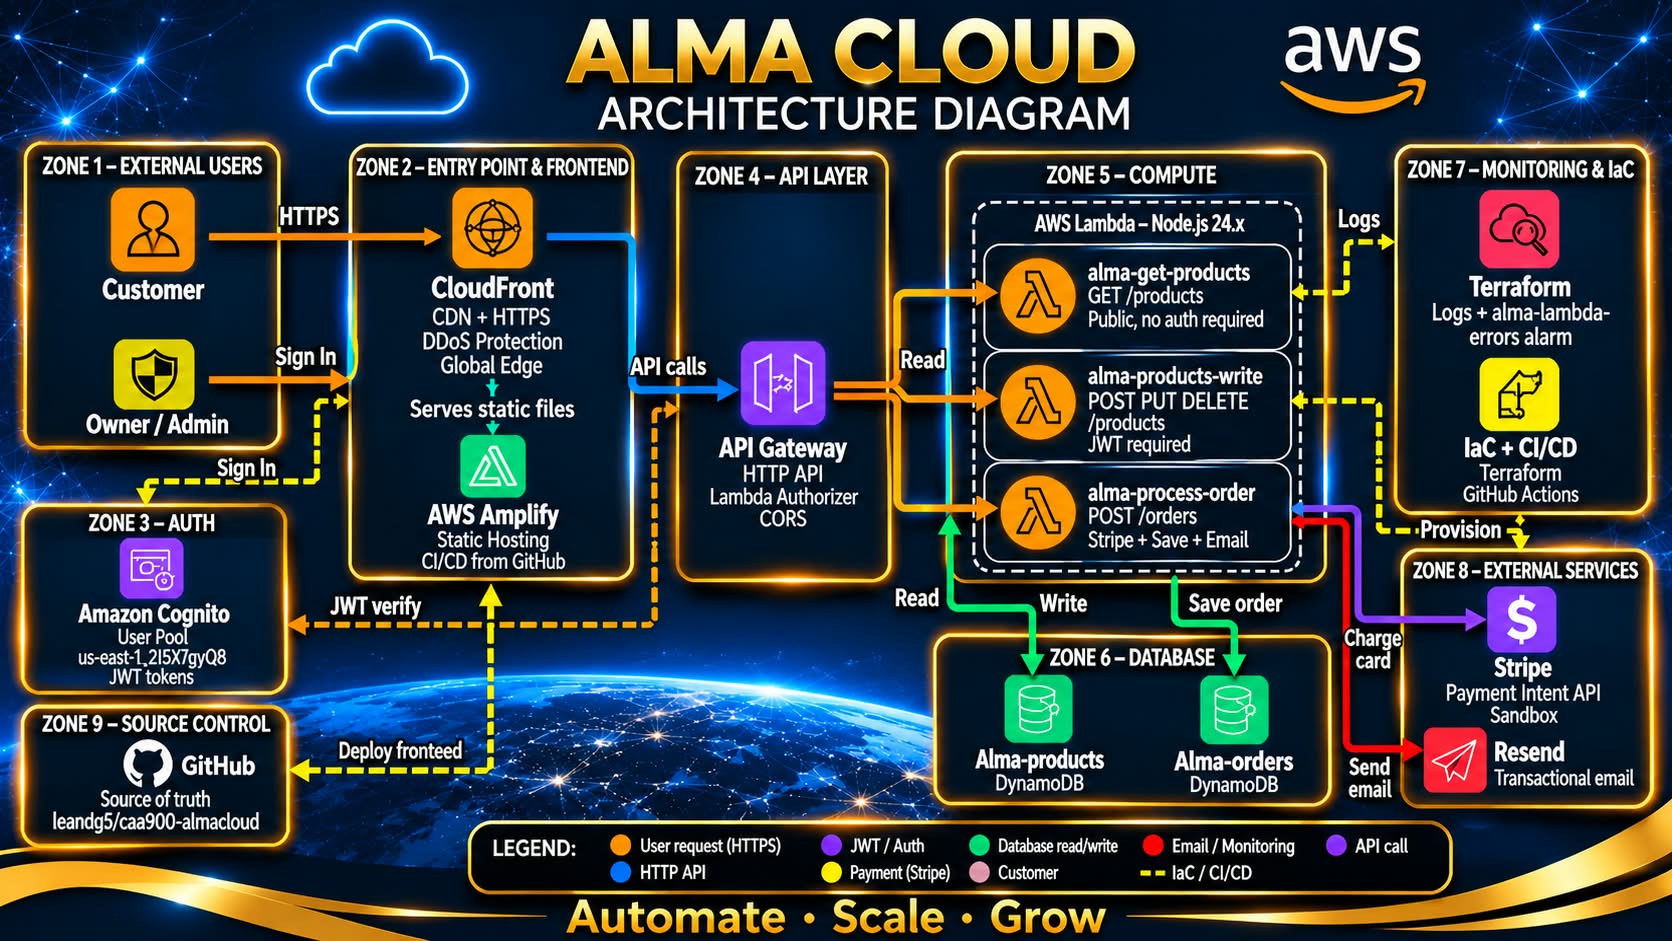 ALMA CLOUD
ARCHITECTURE DIAGRAM
aws
ZONE 1 – EXTERNAL USERS
Customer
Owner / Admin
HTTPS
Sign In
Sign In
ZONE 2 – ENTRY POINT & FRONTEND
CloudFront
CDN + HTTPS
DDoS Protection
Global Edge
Serves static files
AWS Amplify
Static Hosting
CI/CD from GitHub
API calls
ZONE 3 – AUTH
Amazon Cognito
User Pool
us-east-1_2I5X7gyQ8
JWT tokens
JWT verify
ZONE 4 – API LAYER
API Gateway
HTTP API
Lambda Authorizer
CORS
Read
ZONE 5 – COMPUTE
AWS Lambda – Node.js 24.x
alma-get-products
GET /products
Public, no auth required
alma-products-write
POST PUT DELETE
/products
JWT required
alma-process-order
POST /orders
Stripe + Save + Email
Read
Write
Save order
ZONE 6 – DATABASE
Alma-products
DynamoDB
Alma-orders
DynamoDB
Logs
ZONE 7 – MONITORING & IaC
Terraform
Logs + alma-lambda-
errors alarm
IaC + CI/CD
Terraform
GitHub Actions
Provision
ZONE 8 – EXTERNAL SERVICES
$
Stripe
Payment Intent API
Sandbox
Charge
card
Resend
Transactional email
Send
email
ZONE 9 – SOURCE CONTROL
GitHub
Source of truth
leandg5/caa900-almacloud
Deploy fronteed
LEGEND:
User request (HTTPS)
JWT / Auth
Database read/write
Email / Monitoring
API call
HTTP API
Payment (Stripe)
Customer
IaC / CI/CD
Automate • Scale • Grow